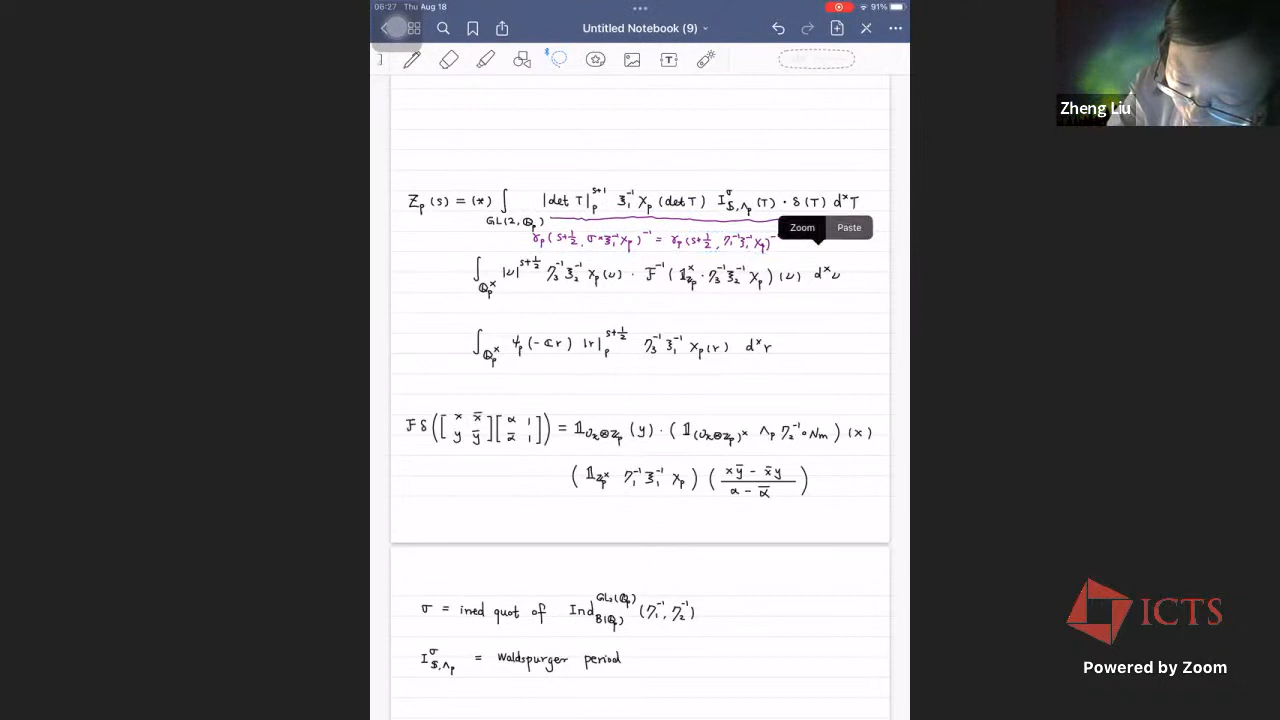 06:27 Thu Aug 18
91%
Untitled Notebook (9)
Zheng Liu
Z_p(s) = (*) ∫_{GL(2,ℚ_p)} |det T|_p^{s+1} ξ_1^{-1} χ_p(det T) I^σ_{𝕊,Λ_p}(T) · δ(T) d^×T
Zoom Paste
γ_p(s+½, σ×ξ_1^{-1}χ_p)^{-1} = γ_p(s+½, η_1^{-1}ξ_1^{-1}χ_p)^{-}
∫_{ℚ_p^×} |ν|^{s+½} η_3^{-1} ξ_2^{-1} χ_p(ν) · F^{-1}(𝟙_{ℤ_p^×} · η_3^{-1} ξ_2^{-1} χ_p)(ν) d^×ν
∫_{ℚ_p^×} ψ_p(-ℂr) |r|_p^{s+½} η_3^{-1} ξ_1^{-1} χ_p(r) d^×r
Fδ([x x̄ y ȳ][α 1 ᾱ 1]) = 𝟙_{O_K⊗ℤ_p}(y) · (𝟙_{(O_K⊗ℤ_p)^×} Λ_p η_2^{-1}∘Nm)(x)
(𝟙_{ℤ_p^×} η_1^{-1} ξ_1^{-1} χ_p)((xȳ - x̄y)/(α - ᾱ))
σ = irred quot of Ind_{B(ℚ_p)}^{GL_2(ℚ_p)}(η_1^{-1}, η_2^{-1})
I^σ_{𝕊,Λ_p} = Waldspurger period
ICTS
Powered by Zoom